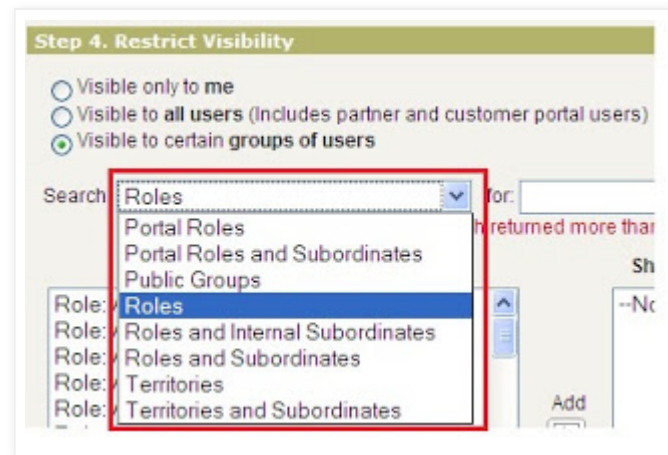 Step 4. Restrict Visibility
Visible only to me
Visible to all users (Includes partner and customer portal users)
Visible to certain groups of users
Search Roles for:
Portal Roles
returned more than
Portal Roles and Subordinates
Public Groups
Sh
Role: Roles --No
Role: Roles and Internal Subordinates
Role: Roles and Subordinates
Role: Territories
Role: Territories and Subordinates Add